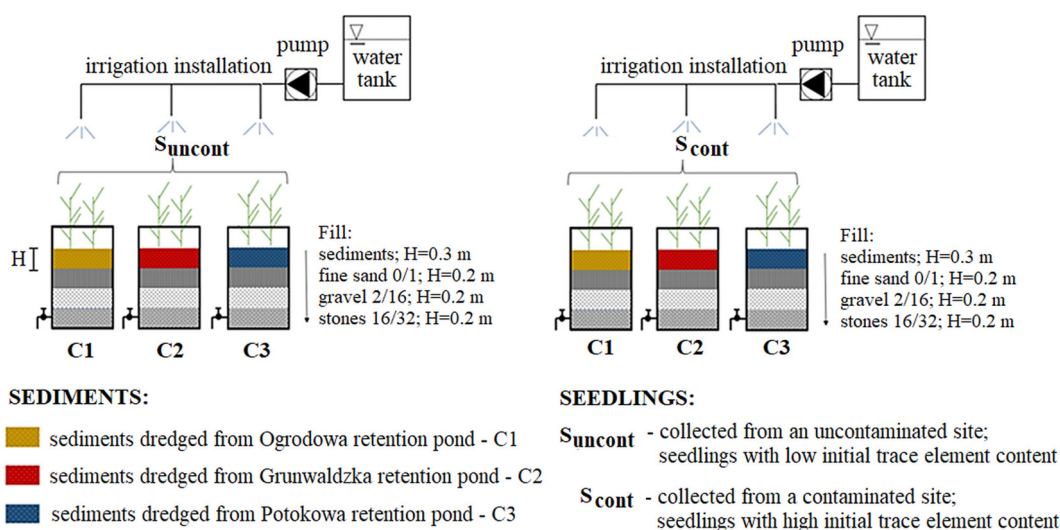 pump
water
tank
irrigation installation
Suncont
H
Fill:
sediments; H=0.3 m
fine sand 0/1; H=0.2 m
gravel 2/16; H=0.2 m
stones 16/32; H=0.2 m
C1 C2 C3
pump
water
tank
irrigation installation
Scont
Fill:
sediments; H=0.3 m
fine sand 0/1; H=0.2 m
gravel 2/16; H=0.2 m
stones 16/32; H=0.2 m
C1 C2 C3
SEDIMENTS:
sediments dredged from Ogrodowa retention pond - C1
sediments dredged from Grunwaldzka retention pond - C2
sediments dredged from Potokowa retention pond - C3
SEEDLINGS:
Suncont - collected from an uncontaminated site;
seedlings with low initial trace element content
Scont - collected from a contaminated site;
seedlings with high initial trace element content